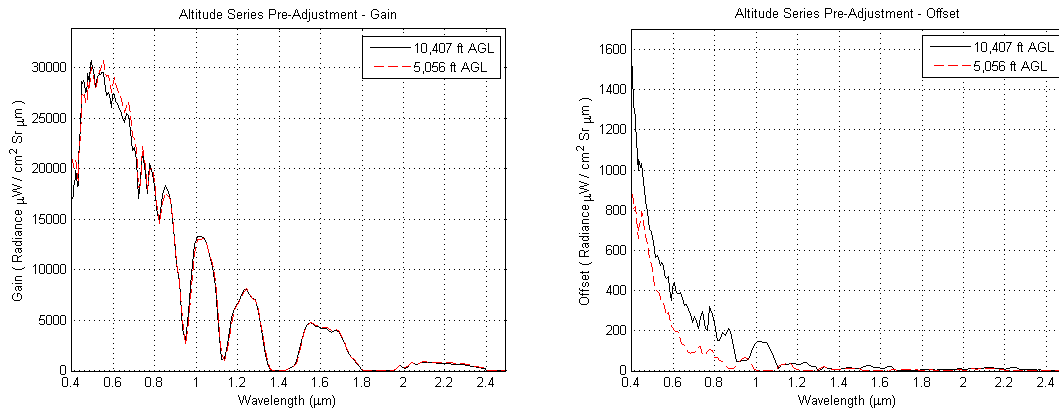 Altitude Series Pre-Adjustment - Gain
10,407 ft AGL
5,056 ft AGL
30000
25000
20000
15000
10000
5000
0
0.4 0.6 0.8 1 1.2 1.4 1.6 1.8 2 2.2 2.4
Gain ( Radiance μW / cm² Sr μm )
Wavelength (μm)
Altitude Series Pre-Adjustment - Offset
10,407 ft AGL
5,056 ft AGL
1600
1400
1200
1000
800
600
400
200
0
0.4 0.6 0.8 1 1.2 1.4 1.6 1.8 2 2.2 2.4
Offset ( Radiance μW / cm² Sr μm )
Wavelength (μm)